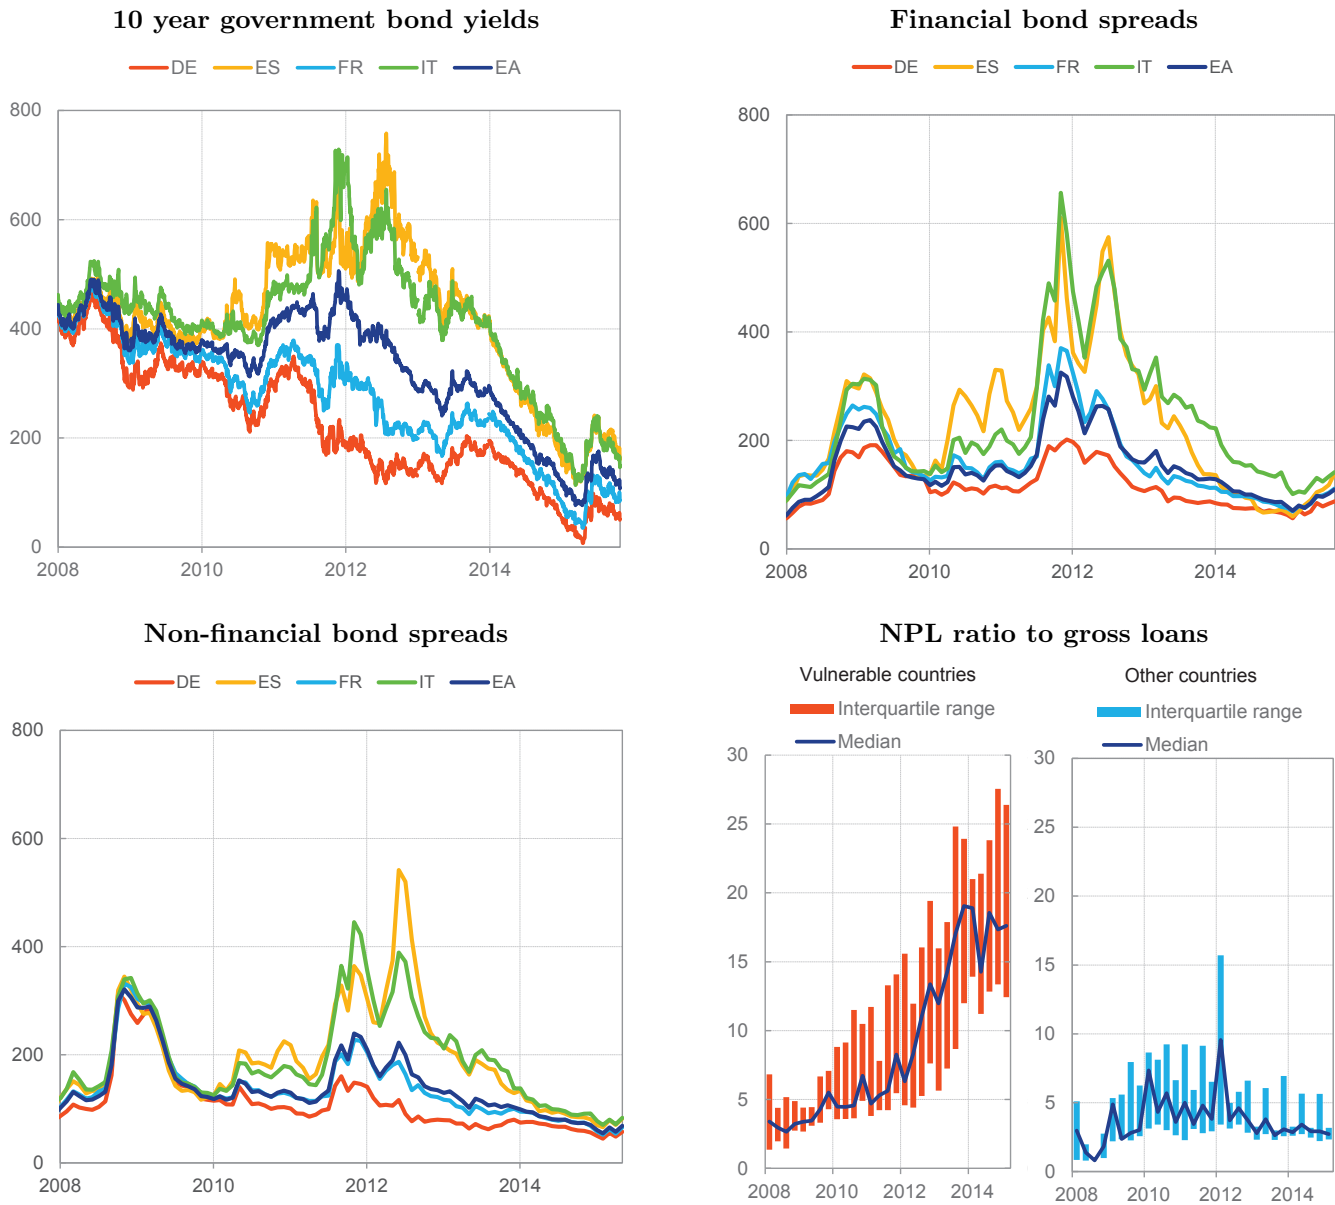 10 year government bond yields
DE ES FR IT EA
800
600
400
200
0
2008 2010 2012 2014
Financial bond spreads
DE ES FR IT EA
800
600
400
200
0
2008 2010 2012 2014
Non-financial bond spreads
DE ES FR IT EA
800
600
400
200
0
2008 2010 2012 2014
NPL ratio to gross loans
Vulnerable countries
Interquartile range
Median
30
25
20
15
10
5
0
2008 2010 2012 2014
Other countries
Interquartile range
Median
30
25
20
15
10
5
0
2008 2010 2012 2014